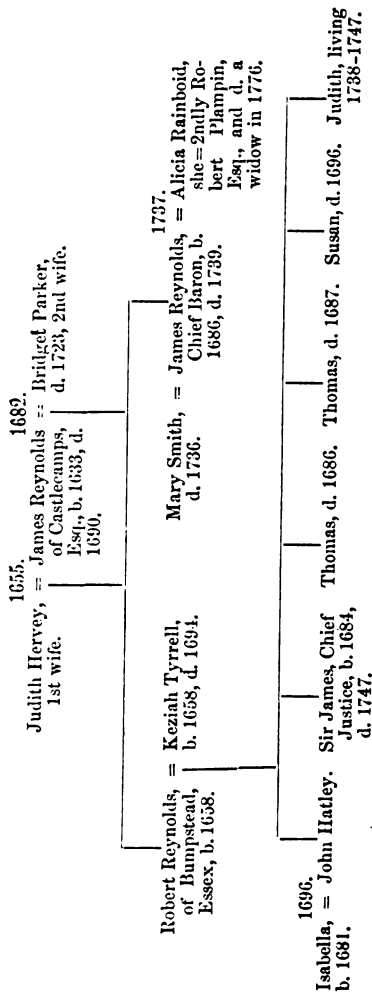 1655.
1682.
Judith Hervey, = James Reynolds = Bridget Parker,
1st wife.
of Castlecamps,
Esq., b. 1633, d.
1690.
d. 1723, 2nd wife.
Robert Reynolds,
of Bumpstead,
Essex, b. 1658.
= Keziah Tyrrell,
b. 1658, d. 1694.
Mary Smith,
d. 1736.
= James Reynolds,
Chief Baron, b.
1686, d. 1739.
1737.
= Alicia Rainboid,
she=2ndly Ro-
bert Plampin,
Esq., and d. a
widow in 1776.
1696.
Isabella, = John Hatley.
b. 1681.
Sir James, Chief
Justice, b. 1684,
d. 1747.
Thomas, d. 1686.
Thomas, d. 1687.
Susan, d. 1696.
Judith, living
1738-1747.